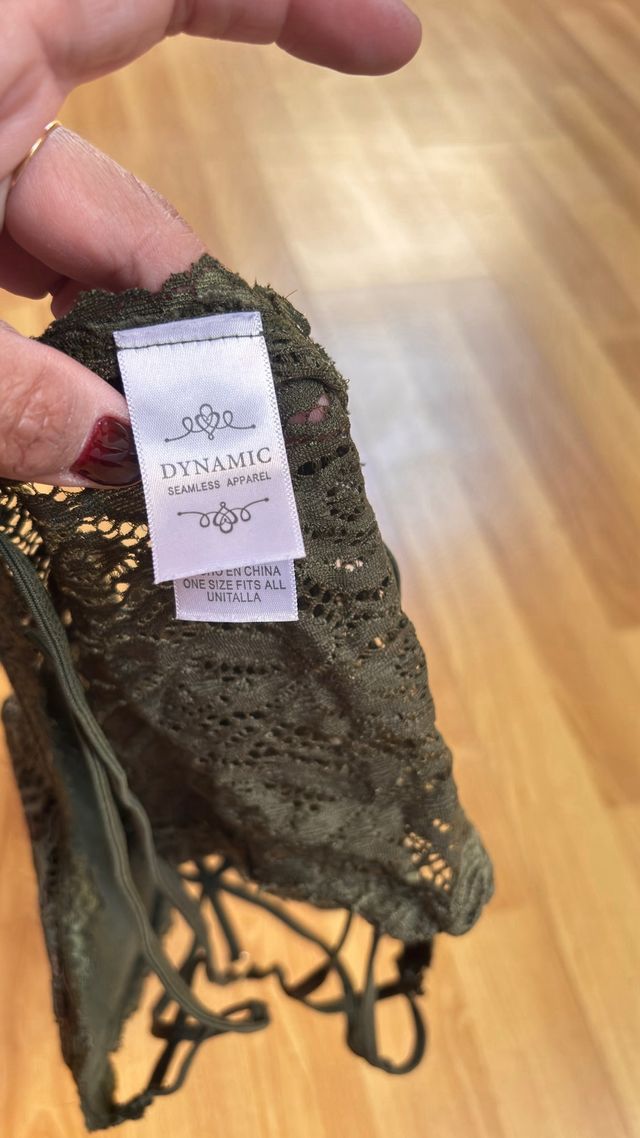 DYNAMIC
SEAMLESS APPAREL
EN CHINA
ONE SIZE FITS ALL
UNITALLA